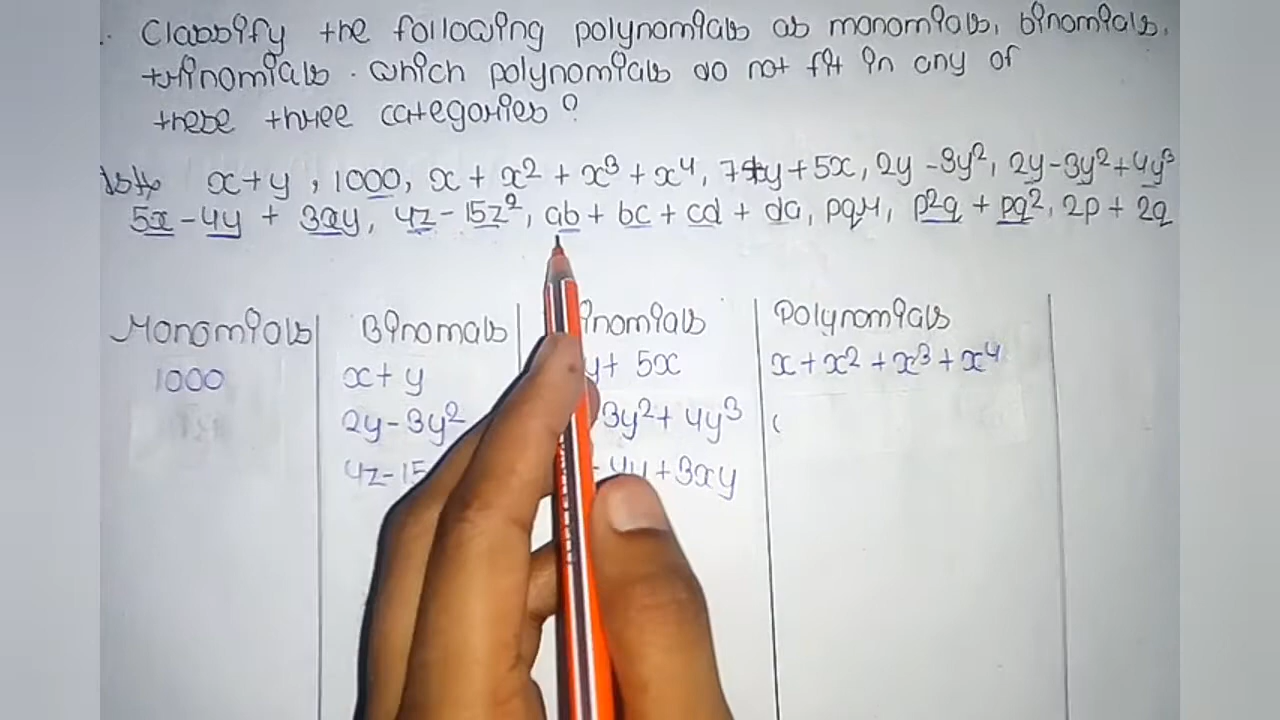 Classify the following polynomials as monomials, binomials,
trinomials. Which polynomials do not fit in any of
these three categories?
x + y, 1000, x + x² + x³ + x⁴, 7+y + 5x, 2y - 3y², 2y - 3y² + 4y³
5x - 4y + 3xy, 4z - 15z², ab + bc + cd + da, pqr, p²q + pq², 2p + 2q
Monomials Binomals inomials Polynomials
1000 x + y y + 5x x + x² + x³ + x⁴
2y - 3y² 3y² + 4y³ (
4z - 15 - 4y + 3xy